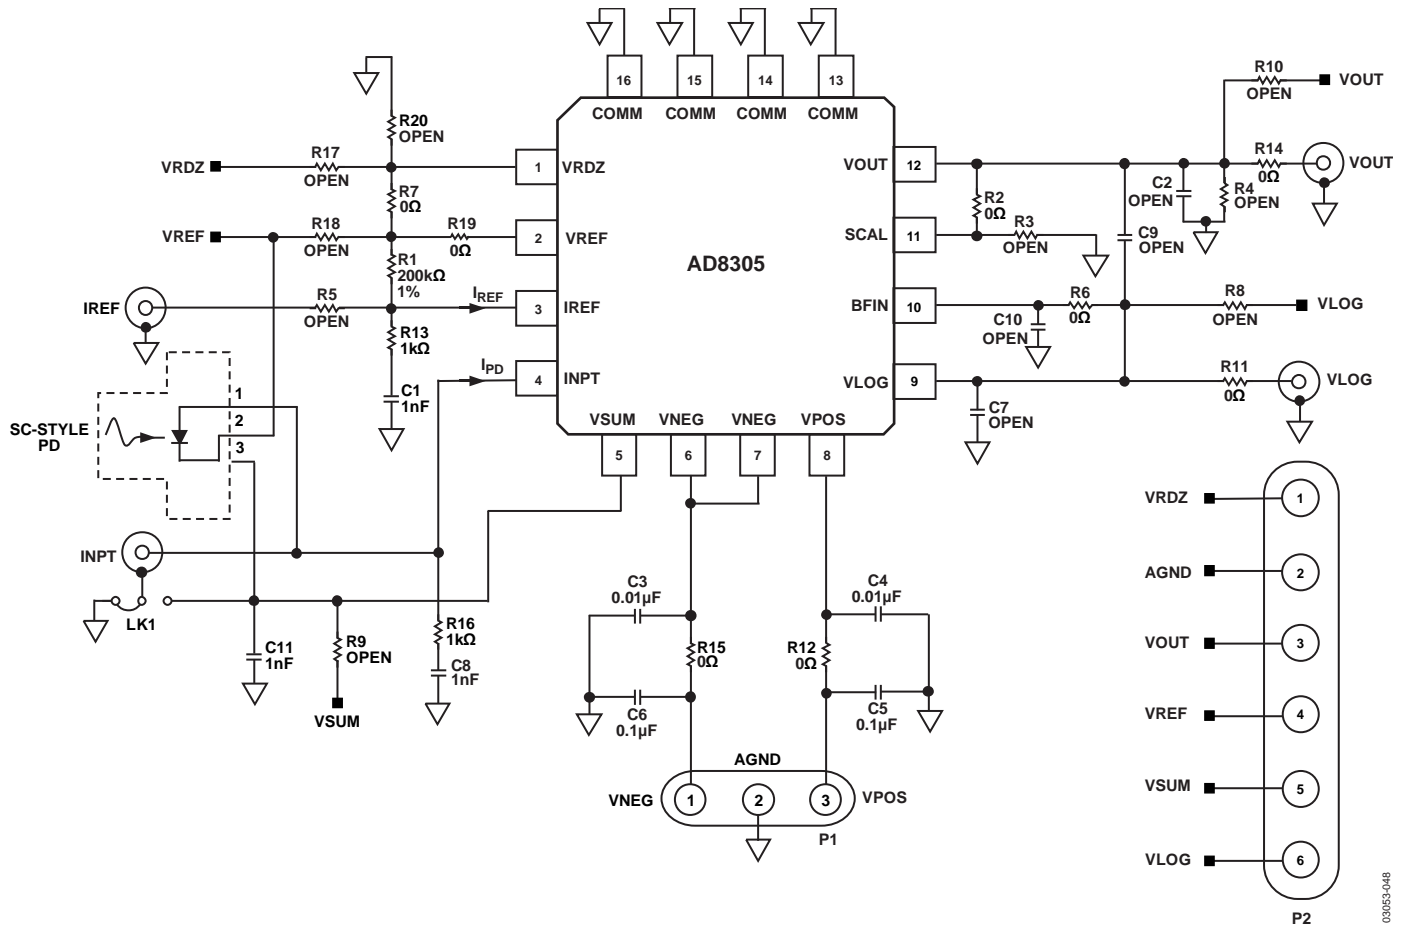 16
COMM
15
COMM
14
COMM
13
COMM
R20
OPEN
VRDZ
R17
OPEN
1
VRDZ
R7
0Ω
VREF
R18
OPEN
R19
0Ω
2
VREF
R1
200kΩ
1%
IREF
R5
OPEN
IREF
3
IREF
R13
1kΩ
C1
1nF
IPD
4
INPT
AD8305
SC-STYLE
PD
1
2
3
INPT
LK1
C11
1nF
R9
OPEN
VSUM
R16
1kΩ
C8
1nF
VSUM
5
VNEG
6
VNEG
7
VPOS
8
C3
0.01µF
R15
0Ω
C6
0.1µF
C4
0.01µF
R12
0Ω
C5
0.1µF
AGND
VNEG
1
2
3
VPOS
P1
VOUT
12
SCAL
11
BFIN
10
VLOG
9
R10
OPEN
VOUT
R14
0Ω
VOUT
C2
OPEN
R4
OPEN
R2
0Ω
R3
OPEN
C9
OPEN
C10
OPEN
R6
0Ω
R8
OPEN
VLOG
C7
OPEN
R11
0Ω
VLOG
VRDZ
1
AGND
2
VOUT
3
VREF
4
VSUM
5
VLOG
6
P2
03053-048